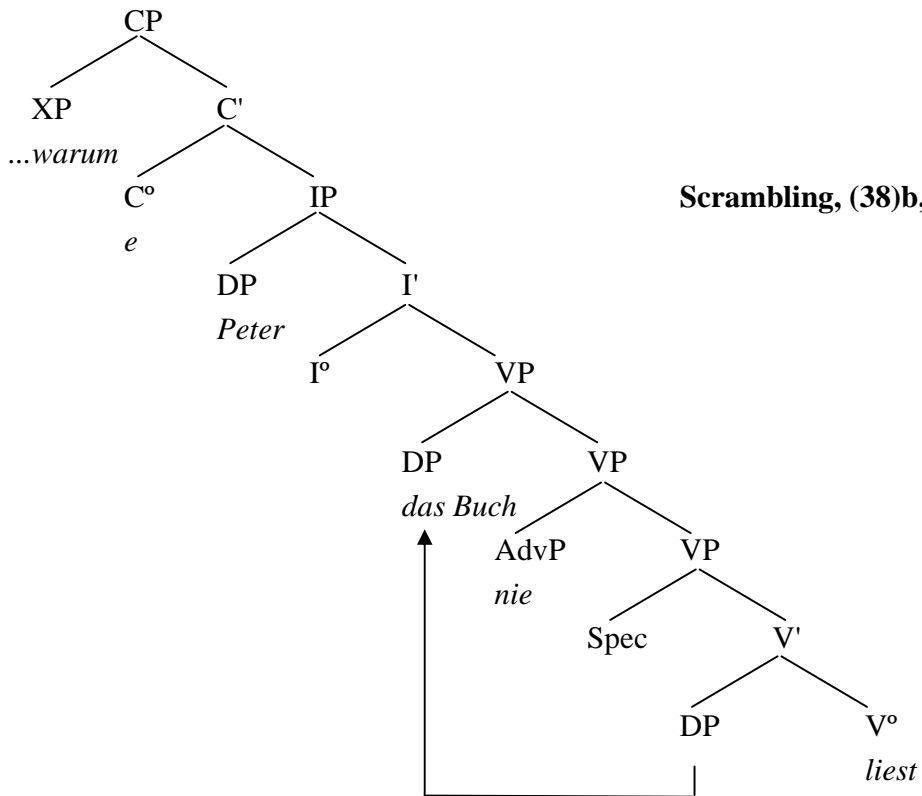 CP
XP C'
...warum
Cº IP
Scrambling, (38)b,
e
DP I'
Peter
Iº VP
DP VP
das Buch
AdvP VP
nie
Spec V'
DP Vº
liest